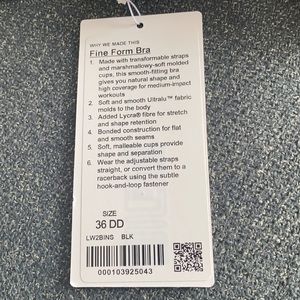 WHY WE MADE THIS
Fine Form Bra
1. Made with transformable straps
and marshmallowy-soft molded
cups, this smooth-fitting bra
gives you natural shape and
high coverage for medium-impact
workouts
2. Soft and smooth Ultralu™ fabric
molds to the body
3. Added Lycra® fibre for stretch
and shape retention
4. Bonded construction for flat
and smooth seams
5. Soft, malleable cups provide
shape and separation
6. Wear the adjustable straps
straight, or convert them to a
racerback using the subtle
hook-and-loop fastener
SIZE
36 DD
LW2BINS BLK
000103925043